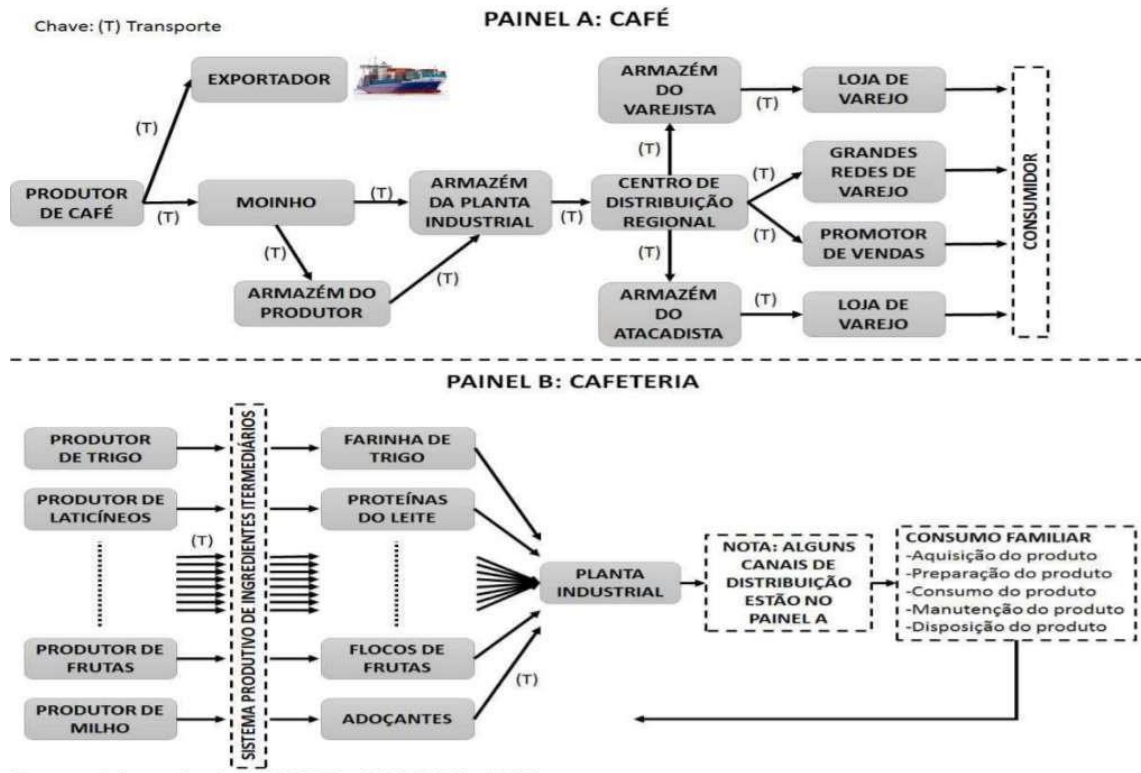 PAINEL A: CAFÉ
Chave: (T) Transporte
EXPORTADOR
ARMAZÉM
DO
VAREJISTA
(T)
LOJA DE
VAREJO
(T)
(T)
PRODUTOR
DE CAFÉ
(T)
MOINHO
(T)
ARMAZÉM
DA PLANTA
INDUSTRIAL
(T)
CENTRO DE
DISTRIBUIÇÃO
REGIONAL
(T)
GRANDES
REDES DE
VAREJO
(T)
PROMOTOR
DE VENDAS
CONSUMIDOR
(T)
ARMAZÉM DO
PRODUTOR
(T)
(T)
ARMAZÉM
DO
ATACADISTA
(T)
LOJA DE
VAREJO
PAINEL B: CAFETERIA
PRODUTOR
DE TRIGO
PRODUTOR DE
LATICÍNEOS
(T)
PRODUTOR DE
FRUTAS
PRODUTOR DE
MILHO
SISTEMA PRODUTIVO DE INGREDIENTES ITERMEDIÁRIOS
FARINHA DE
TRIGO
PROTEÍNAS
DO LEITE
FLOCOS DE
FRUTAS
ADOÇANTES
(T)
PLANTA
INDUSTRIAL
NOTA: ALGUNS
CANAIS DE
DISTRIBUIÇÃO
ESTÃO NO
PAINEL A
CONSUMO FAMILIAR
-Aquisição do produto
-Preparação do produto
-Consumo do produto
-Manutenção do produto
-Disposição do produto